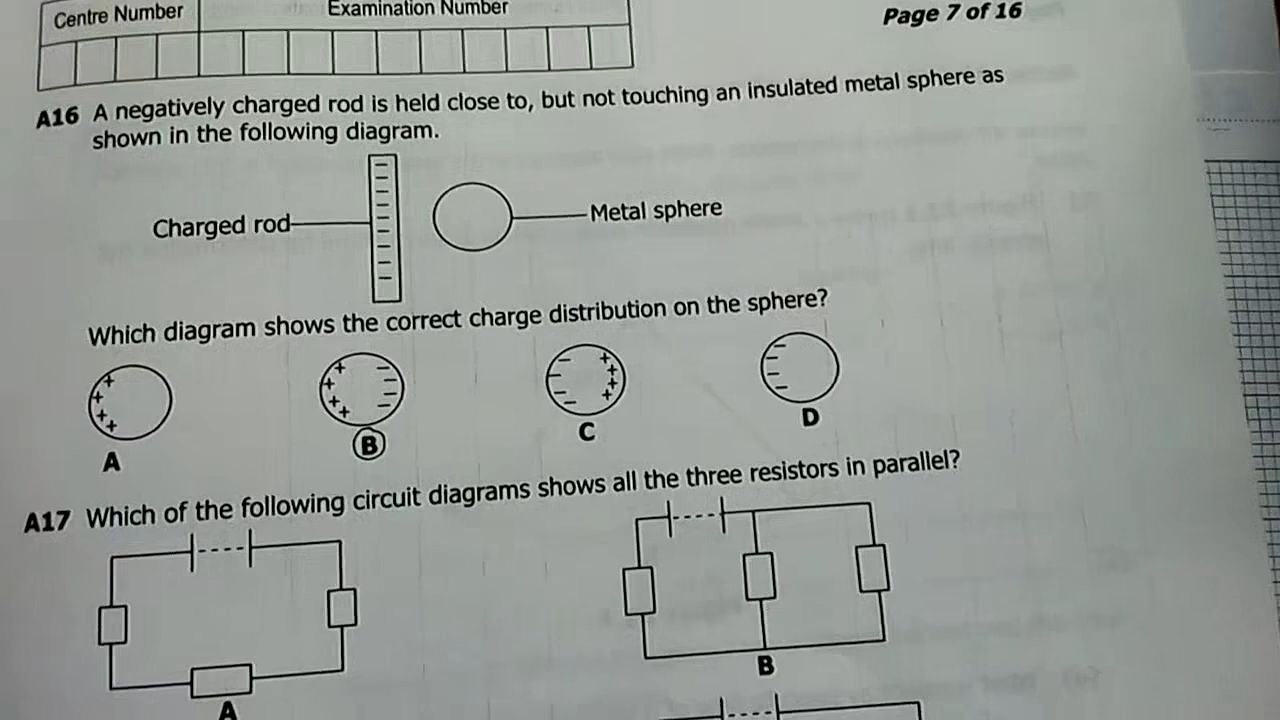 Centre Number Examination Number
Page 7 of 16
A16 A negatively charged rod is held close to, but not touching an insulated metal sphere as
shown in the following diagram.
Charged rod Metal sphere
Which diagram shows the correct charge distribution on the sphere?
A B C D
A17 Which of the following circuit diagrams shows all the three resistors in parallel?
A B